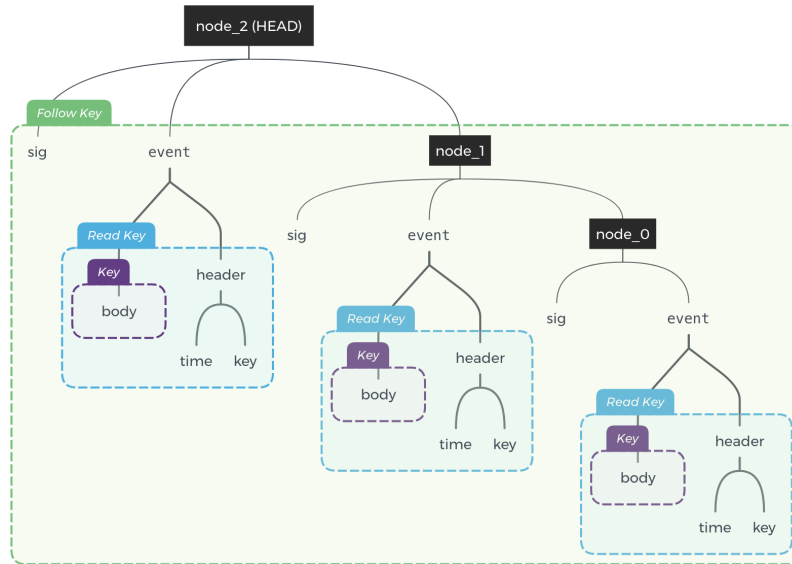 node_2 (HEAD)
Follow Key
sig
event
node_1
Read Key
Key
body
header
time
key
sig
event
node_0
Read Key
Key
body
header
time
key
sig
event
Read Key
Key
body
header
time
key